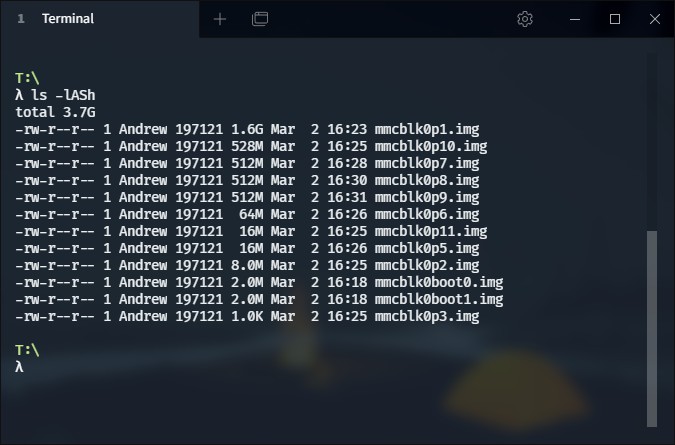 1 Terminal
T:\
λ ls -lASh
total 3.7G
-rw-r--r-- 1 Andrew 197121 1.6G Mar  2 16:23 mmcblk0p1.img
-rw-r--r-- 1 Andrew 197121 528M Mar  2 16:25 mmcblk0p10.img
-rw-r--r-- 1 Andrew 197121 512M Mar  2 16:28 mmcblk0p7.img
-rw-r--r-- 1 Andrew 197121 512M Mar  2 16:30 mmcblk0p8.img
-rw-r--r-- 1 Andrew 197121 512M Mar  2 16:31 mmcblk0p9.img
-rw-r--r-- 1 Andrew 197121  64M Mar  2 16:26 mmcblk0p6.img
-rw-r--r-- 1 Andrew 197121  16M Mar  2 16:25 mmcblk0p11.img
-rw-r--r-- 1 Andrew 197121  16M Mar  2 16:26 mmcblk0p5.img
-rw-r--r-- 1 Andrew 197121 8.0M Mar  2 16:25 mmcblk0p2.img
-rw-r--r-- 1 Andrew 197121 2.0M Mar  2 16:18 mmcblk0boot0.img
-rw-r--r-- 1 Andrew 197121 2.0M Mar  2 16:18 mmcblk0boot1.img
-rw-r--r-- 1 Andrew 197121 1.0K Mar  2 16:25 mmcblk0p3.img
T:\
λ